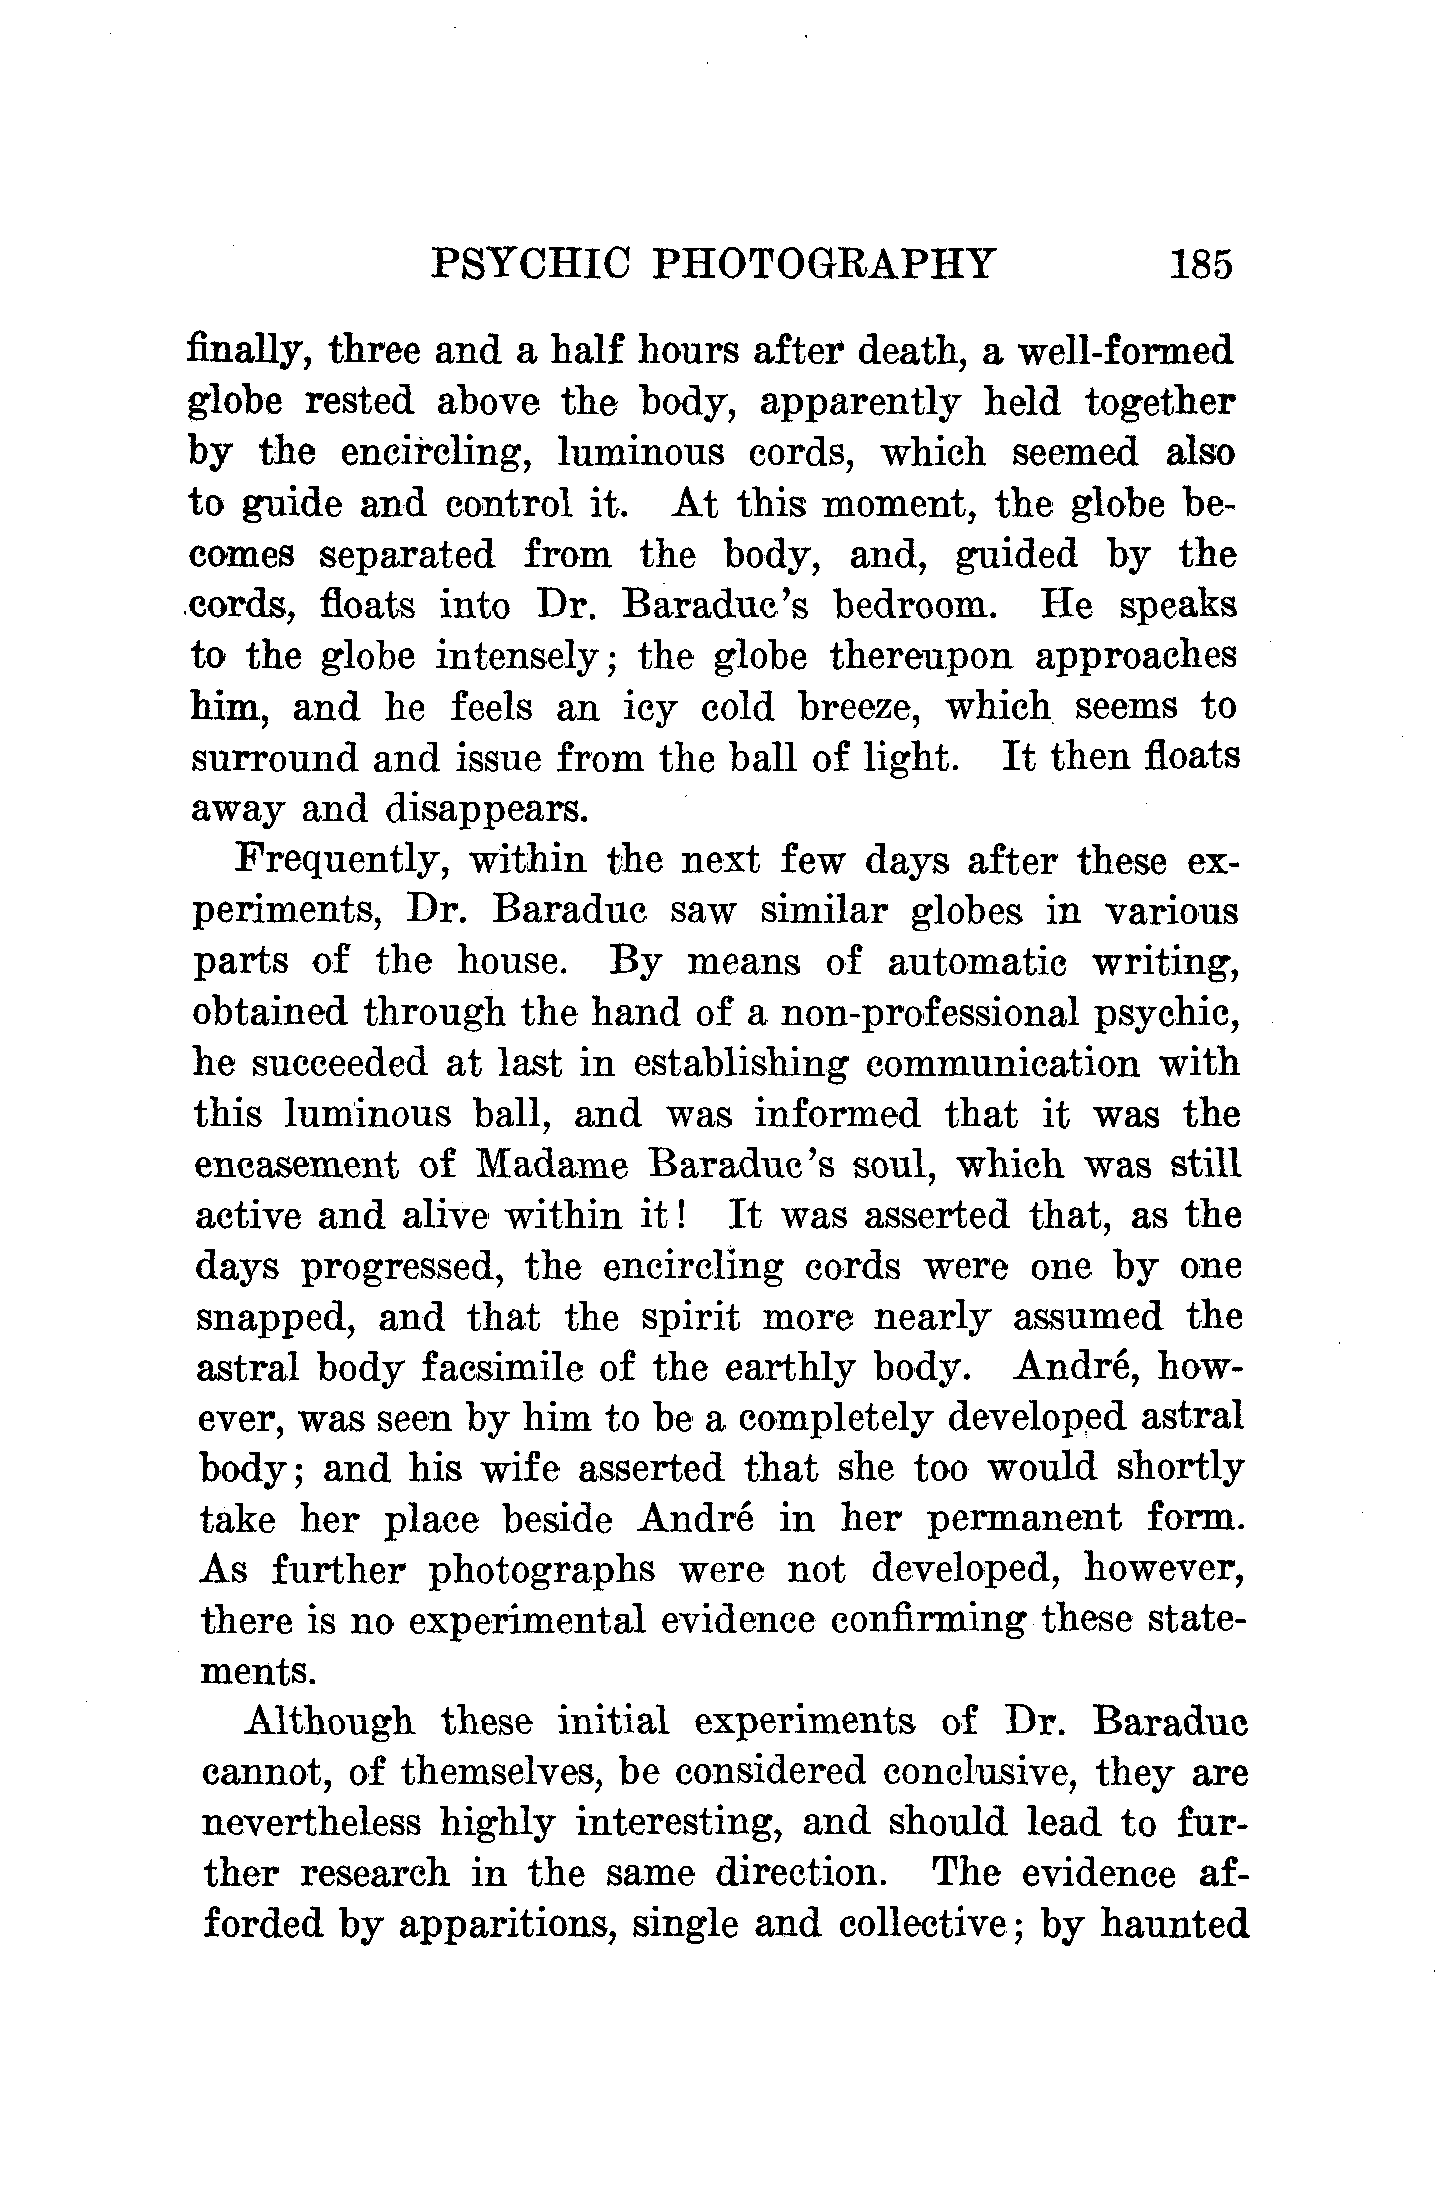 PSYCHIC PHOTOGRAPHY 185
finally, three and a half hours after death, a well-formed
globe rested above the body, apparently held together
by the encircling, luminous cords, which seemed also
to guide and control it. At this moment, the globe be-
comes separated from the body, and, guided by the
cords, floats into Dr. Baraduc's bedroom. He speaks
to the globe intensely; the globe thereupon approaches
him, and he feels an icy cold breeze, which seems to
surround and issue from the ball of light. It then floats
away and disappears.
Frequently, within the next few days after these ex-
periments, Dr. Baraduc saw similar globes in various
parts of the house. By means of automatic writing,
obtained through the hand of a non-professional psychic,
he succeeded at last in establishing communication with
this luminous ball, and was informed that it was the
encasement of Madame Baraduc's soul, which was still
active and alive within it! It was asserted that, as the
days progressed, the encircling cords were one by one
snapped, and that the spirit more nearly assumed the
astral body facsimile of the earthly body. André, how-
ever, was seen by him to be a completely developed astral
body; and his wife asserted that she too would shortly
take her place beside André in her permanent form.
As further photographs were not developed, however,
there is no experimental evidence confirming these state-
ments.
Although these initial experiments of Dr. Baraduc
cannot, of themselves, be considered conclusive, they are
nevertheless highly interesting, and should lead to fur-
ther research in the same direction. The evidence af-
forded by apparitions, single and collective; by haunted